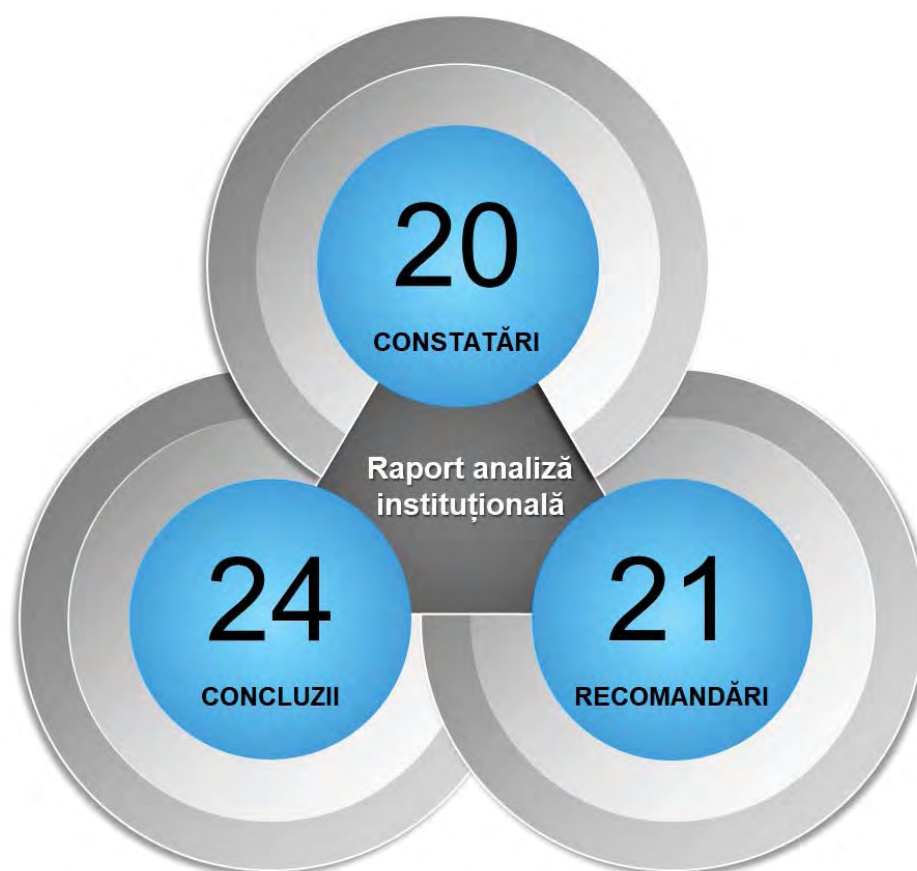 20
CONSTATĂRI
Raport analiză
instituțională
24
CONCLUZII
21
RECOMANDĂRI